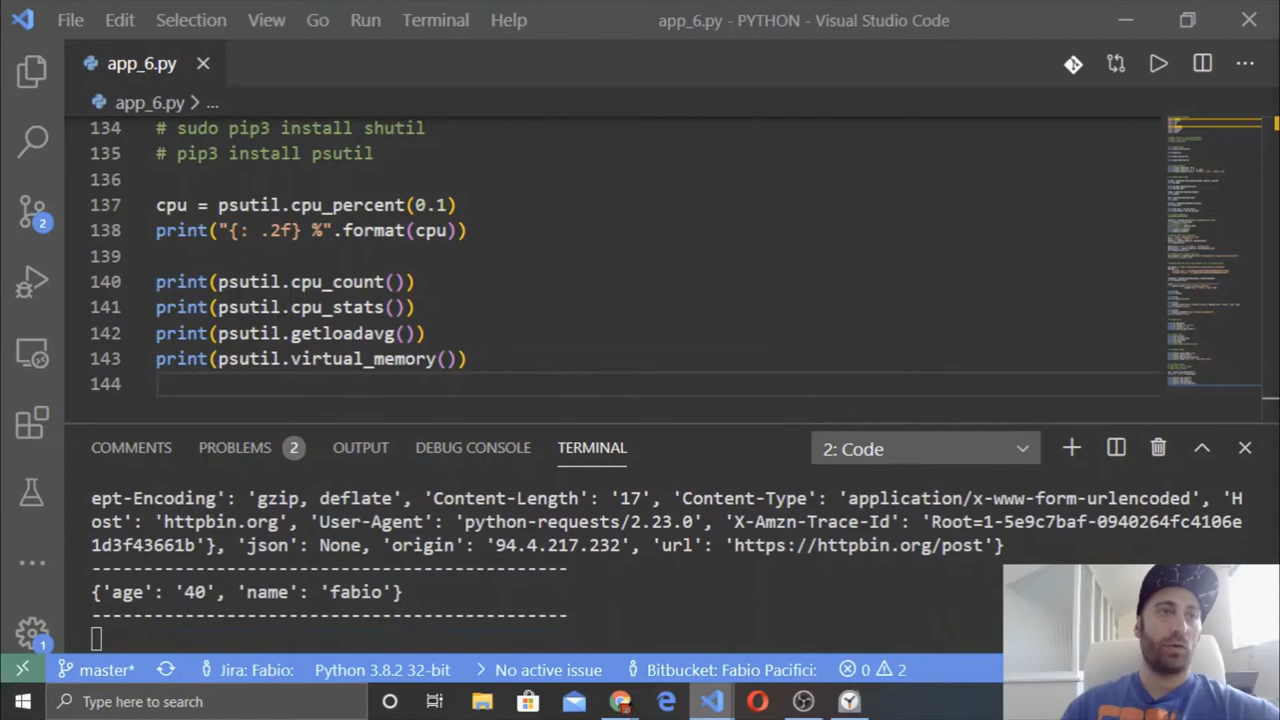 File Edit Selection View Go Run Terminal Help app_6.py - PYTHON - Visual Studio Code
app_6.py
app_6.py > ...
134 # sudo pip3 install shutil
135 # pip3 install psutil
136
137 cpu = psutil.cpu_percent(0.1)
138 print("{: .2f} %".format(cpu))
139
140 print(psutil.cpu_count())
141 print(psutil.cpu_stats())
142 print(psutil.getloadavg())
143 print(psutil.virtual_memory())
144
2
COMMENTS PROBLEMS 2 OUTPUT DEBUG CONSOLE TERMINAL 2: Code
ept-Encoding': 'gzip, deflate', 'Content-Length': '17', 'Content-Type': 'application/x-www-form-urlencoded', 'H
ost': 'httpbin.org', 'User-Agent': 'python-requests/2.23.0', 'X-Amzn-Trace-Id': 'Root=1-5e9c7baf-0940264fc4106e
1d3f43661b'}, 'json': None, 'origin': '94.4.217.232', 'url': 'https://httpbin.org/post'}
----------------------------------------------
{'age': '40', 'name': 'fabio'}
----------------------------------------------
1
master* Jira: Fabio: Python 3.8.2 32-bit No active issue Bitbucket: Fabio Pacifici: 0 2
Type here to search